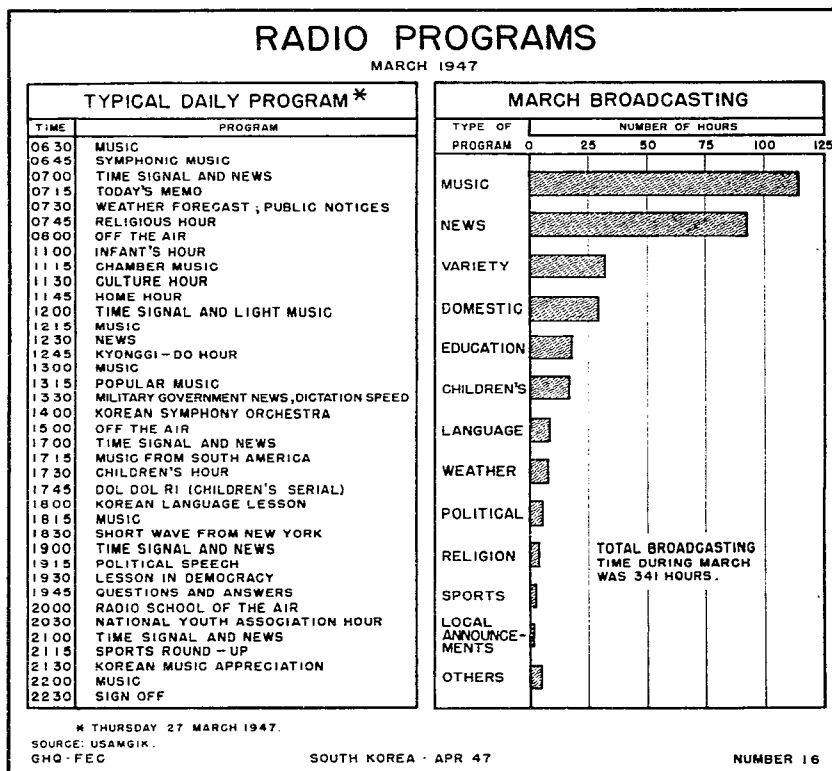 RADIO PROGRAMS
MARCH 1947
TYPICAL DAILY PROGRAM*
TIME PROGRAM
0630 MUSIC
0645 SYMPHONIC MUSIC
0700 TIME SIGNAL AND NEWS
0715 TODAY'S MEMO
0730 WEATHER FORECAST; PUBLIC NOTICES
0745 RELIGIOUS HOUR
0800 OFF THE AIR
1100 INFANT'S HOUR
1115 CHAMBER MUSIC
1130 CULTURE HOUR
1145 HOME HOUR
1200 TIME SIGNAL AND LIGHT MUSIC
1215 MUSIC
1230 NEWS
1245 KYONGGI-DO HOUR
1300 MUSIC
1315 POPULAR MUSIC
1330 MILITARY GOVERNMENT NEWS, DICTATION SPEED
1400 KOREAN SYMPHONY ORCHESTRA
1500 OFF THE AIR
1700 TIME SIGNAL AND NEWS
1715 MUSIC FROM SOUTH AMERICA
1730 CHILDREN'S HOUR
1745 DOL DOL RI (CHILDREN'S SERIAL)
1800 KOREAN LANGUAGE LESSON
1815 MUSIC
1830 SHORT WAVE FROM NEW YORK
1900 TIME SIGNAL AND NEWS
1915 POLITICAL SPEECH
1930 LESSON IN DEMOCRACY
1945 QUESTIONS AND ANSWERS
2000 RADIO SCHOOL OF THE AIR
2030 NATIONAL YOUTH ASSOCIATION HOUR
2100 TIME SIGNAL AND NEWS
2115 SPORTS ROUND-UP
2130 KOREAN MUSIC APPRECIATION
2200 MUSIC
2230 SIGN OFF
MARCH BROADCASTING
TYPE OF PROGRAM
NUMBER OF HOURS
0 25 50 75 100 125
MUSIC
NEWS
VARIETY
DOMESTIC
EDUCATION
CHILDREN'S
LANGUAGE
WEATHER
POLITICAL
RELIGION
SPORTS
LOCAL
ANNOUNCE-
MENTS
OTHERS
TOTAL BROADCASTING
TIME DURING MARCH
WAS 341 HOURS.
* THURSDAY 27 MARCH 1947.
SOURCE: USAMGIK.
GHQ-FEC SOUTH KOREA - APR 47 NUMBER 16